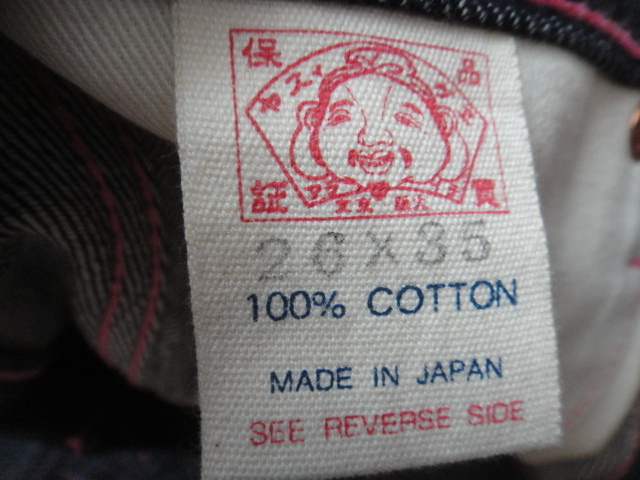 保 品
証 質
26X35
100% COTTON
MADE IN JAPAN
SEE REVERSE SIDE